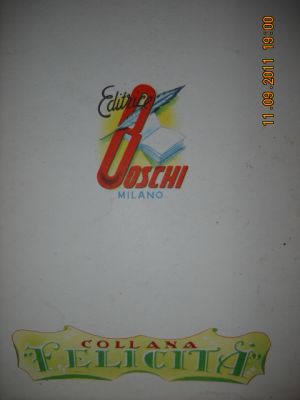 11.09.2011 19:00
Editrice
BOSCHI
MILANO
COLLANA
"FELICITÀ"